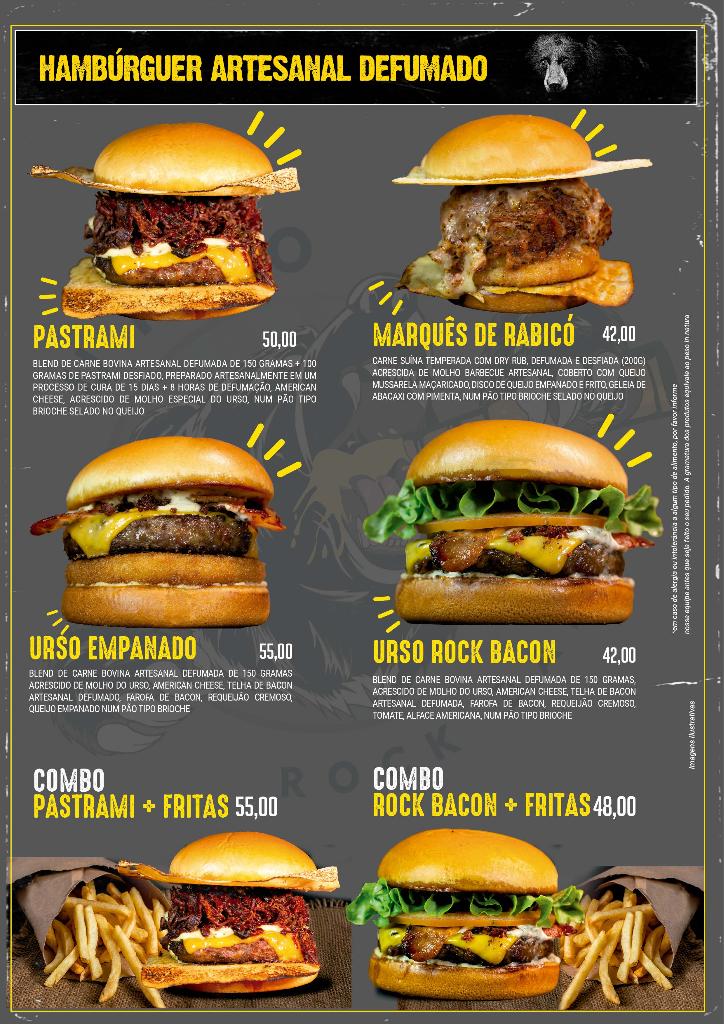 HAMBÚRGUER ARTESANAL DEFUMADO
PASTRAMI 50,00
BLEND DE CARNE BOVINA ARTESANAL DEFUMADA DE 150 GRAMAS + 100
GRAMAS DE PASTRAMI DESFIADO, PREPARADO ARTESANALMENTE EM UM
PROCESSO DE CURA DE 15 DIAS + 8 HORAS DE DEFUMAÇÃO, AMERICAN
CHEESE, ACRESCIDO DE MOLHO ESPECIAL DO URSO, NUM PÃO TIPO
BRIOCHE SELADO NO QUEIJO
MARQUÊS DE RABICÓ 42,00
CARNE SUÍNA TEMPERADA COM DRY RUB, DEFUMADA E DESFIADA (200G)
ACRESCIDA DE MOLHO BARBECUE ARTESANAL, COBERTO COM QUEIJO
MUSSARELA MAÇARICADO, DISCO DE QUEIJO EMPANADO E FRITO, GELEIA DE
ABACAXI COM PIMENTA, NUM PÃO TIPO BRIOCHE SELADO NO QUEIJO
URSO EMPANADO 55,00
BLEND DE CARNE BOVINA ARTESANAL DEFUMADA DE 150 GRAMAS
ACRESCIDO DE MOLHO DO URSO, AMERICAN CHEESE, TELHA DE BACON
ARTESANAL DEFUMADO, FAROFA DE BACON, REQUEIJÃO CREMOSO,
QUEIJO EMPANADO NUM PÃO TIPO BRIOCHE
URSO ROCK BACON 42,00
BLEND DE CARNE BOVINA ARTESANAL DEFUMADA DE 150 GRAMAS,
ACRESCIDO DE MOLHO DO URSO, AMERICAN CHEESE, TELHA DE BACON
ARTESANAL DEFUMADA, FAROFA DE BACON, REQUEIJÃO CREMOSO,
TOMATE, ALFACE AMERICANA, NUM PÃO TIPO BRIOCHE
*em caso de alergia ou intolerância a algum tipo de alimento, por favor informe
nossa equipe antes que seja feito o seu pedido. A gramatura dos produtos equivale ao peso in natura
Imagens ilustrativas
ROCK
COMBO
PASTRAMI + FRITAS 55,00
COMBO
ROCK BACON + FRITAS 48,00